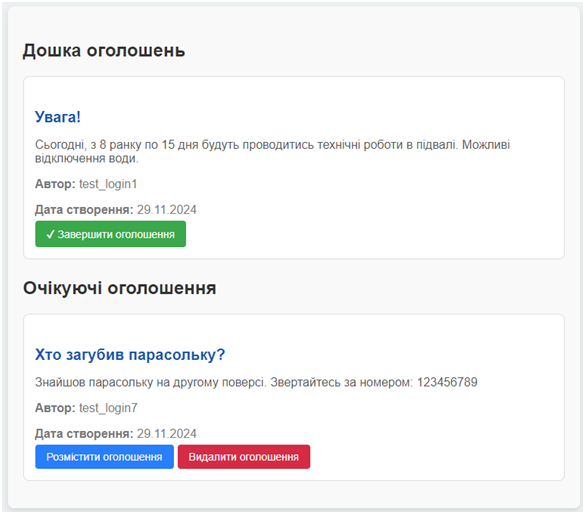 Дошка оголошень
Увага!
Сьогодні, з 8 ранку по 15 дня будуть проводитись технічні роботи в підвалі. Можливі
відключення води.
Автор: test_login1
Дата створення: 29.11.2024
✓ Завершити оголошення
Очікуючі оголошення
Хто загубив парасольку?
Знайшов парасольку на другому поверсі. Звертайтесь за номером: 123456789
Автор: test_login7
Дата створення: 29.11.2024
Розмістити оголошення Видалити оголошення